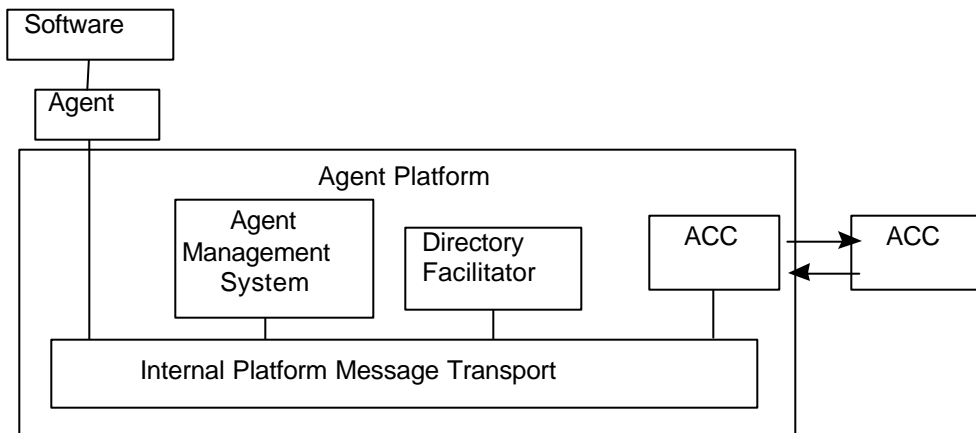 Software
Agent
Agent Platform
Agent
Management
System
Directory
Facilitator
ACC
ACC
Internal Platform Message Transport